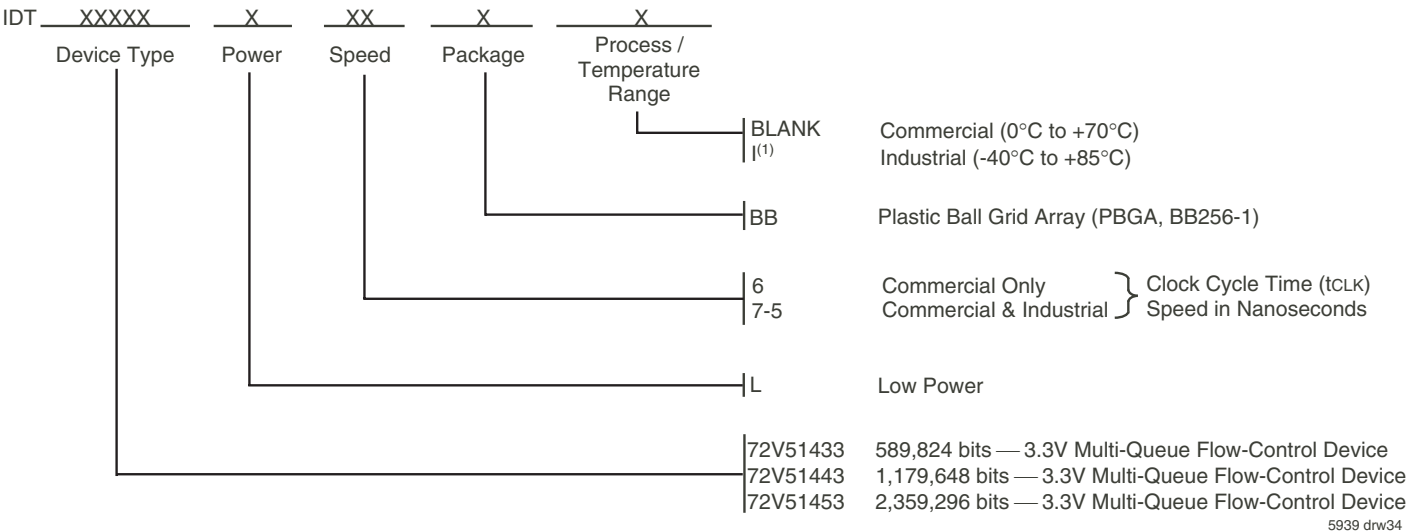 IDT XXXXX X XX X X
Device Type Power Speed Package Process / Temperature Range
BLANK Commercial (0°C to +70°C)
I(1) Industrial (-40°C to +85°C)
BB Plastic Ball Grid Array (PBGA, BB256-1)
6 Commercial Only Clock Cycle Time (tCLK)
7-5 Commercial & Industrial Speed in Nanoseconds
L Low Power
72V51433 589,824 bits — 3.3V Multi-Queue Flow-Control Device
72V51443 1,179,648 bits — 3.3V Multi-Queue Flow-Control Device
72V51453 2,359,296 bits — 3.3V Multi-Queue Flow-Control Device
5939 drw34